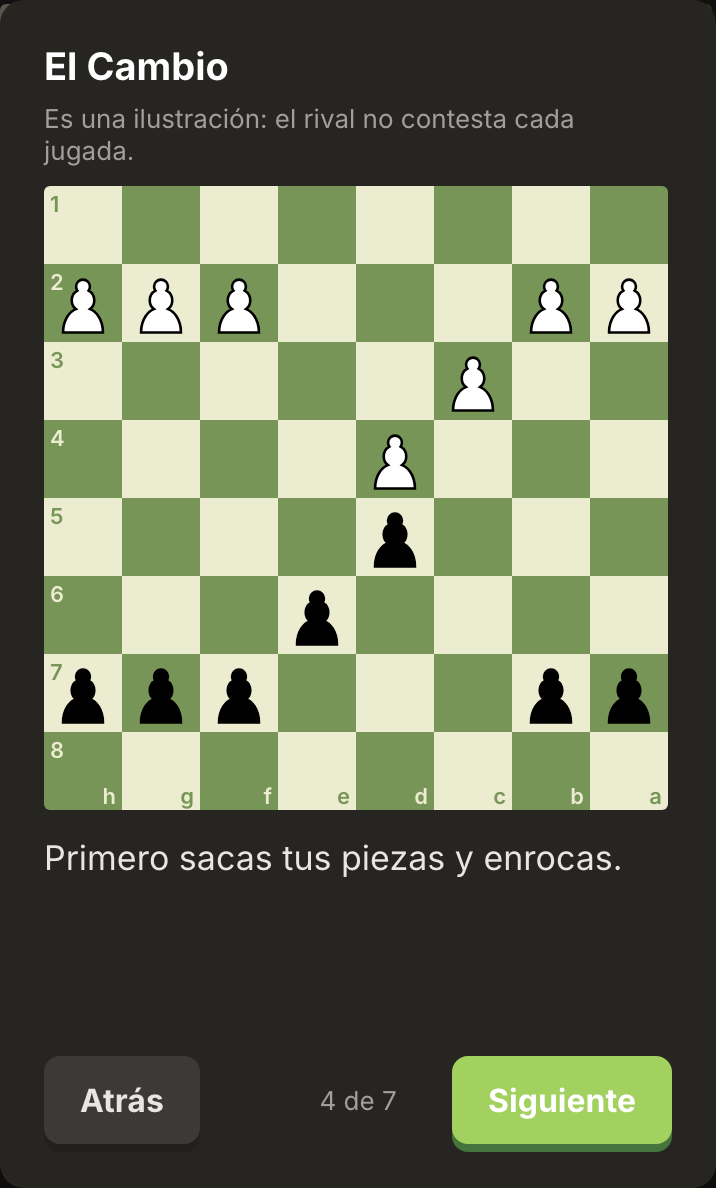 El Cambio
Es una ilustración: el rival no contesta cada
jugada.
1
2
3
4
5
6
7
8
h g f e d c b a
Primero sacas tus piezas y enrocas.
Atrás
4 de 7
Siguiente